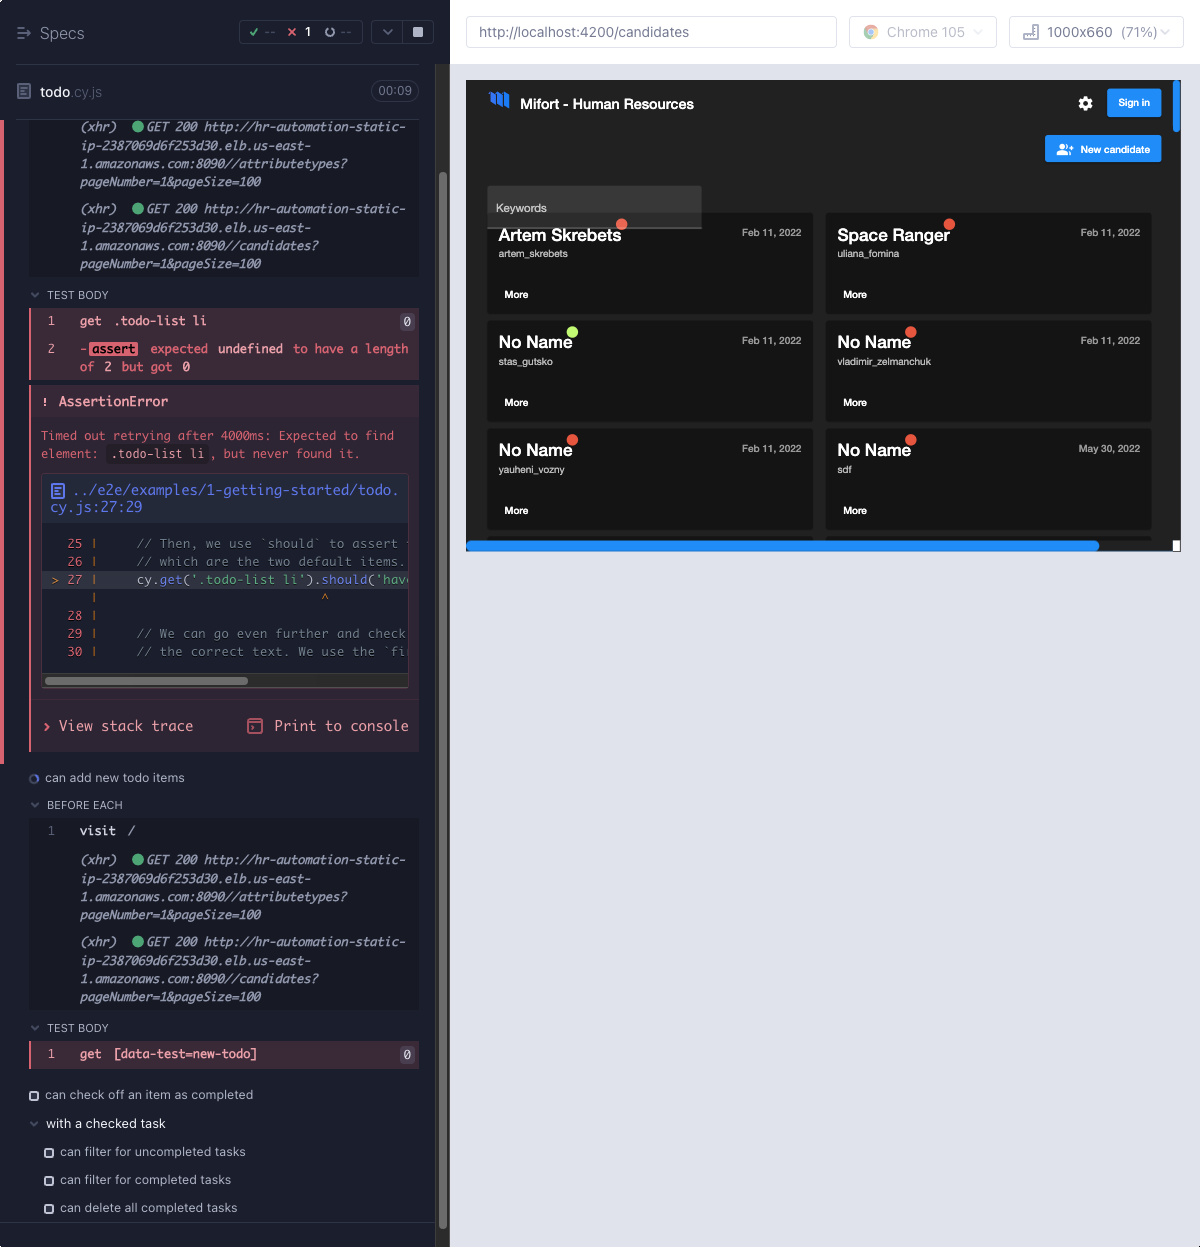 Specs
-- 1 --
todo.cy.js
00:09
(xhr) GET 200 http://hr-automation-static-
ip-2387069d6f253d30.elb.us-east-
1.amazonaws.com:8090//attributetypes?
pageNumber=1&pageSize=100
(xhr) GET 200 http://hr-automation-static-
ip-2387069d6f253d30.elb.us-east-
1.amazonaws.com:8090//candidates?
pageNumber=1&pageSize=100
TEST BODY
1 get .todo-list li 0
2 -assert expected undefined to have a length
of 2 but got 0
! AssertionError
Timed out retrying after 4000ms: Expected to find
element: .todo-list li, but never found it.
../e2e/examples/1-getting-started/todo.
cy.js:27:29
25 | // Then, we use `should` to assert
26 | // which are the two default items.
> 27 | cy.get('.todo-list li').should('hav
| ^
28 |
29 | // We can go even further and check
30 | // the correct text. We use the `fi
View stack trace
Print to console
can add new todo items
BEFORE EACH
1 visit /
(xhr) GET 200 http://hr-automation-static-
ip-2387069d6f253d30.elb.us-east-
1.amazonaws.com:8090//attributetypes?
pageNumber=1&pageSize=100
(xhr) GET 200 http://hr-automation-static-
ip-2387069d6f253d30.elb.us-east-
1.amazonaws.com:8090//candidates?
pageNumber=1&pageSize=100
TEST BODY
1 get [data-test=new-todo] 0
can check off an item as completed
with a checked task
can filter for uncompleted tasks
can filter for completed tasks
can delete all completed tasks
http://localhost:4200/candidates
Chrome 105
1000x660 (71%)
Mifort - Human Resources
Sign in
New candidate
Keywords
Artem Skrebets
Feb 11, 2022
artem_skrebets
More
Space Ranger
Feb 11, 2022
uliana_fomina
More
No Name
Feb 11, 2022
stas_gutsko
More
No Name
Feb 11, 2022
vladimir_zelmanchuk
More
No Name
Feb 11, 2022
yauheni_vozny
More
No Name
May 30, 2022
sdf
More